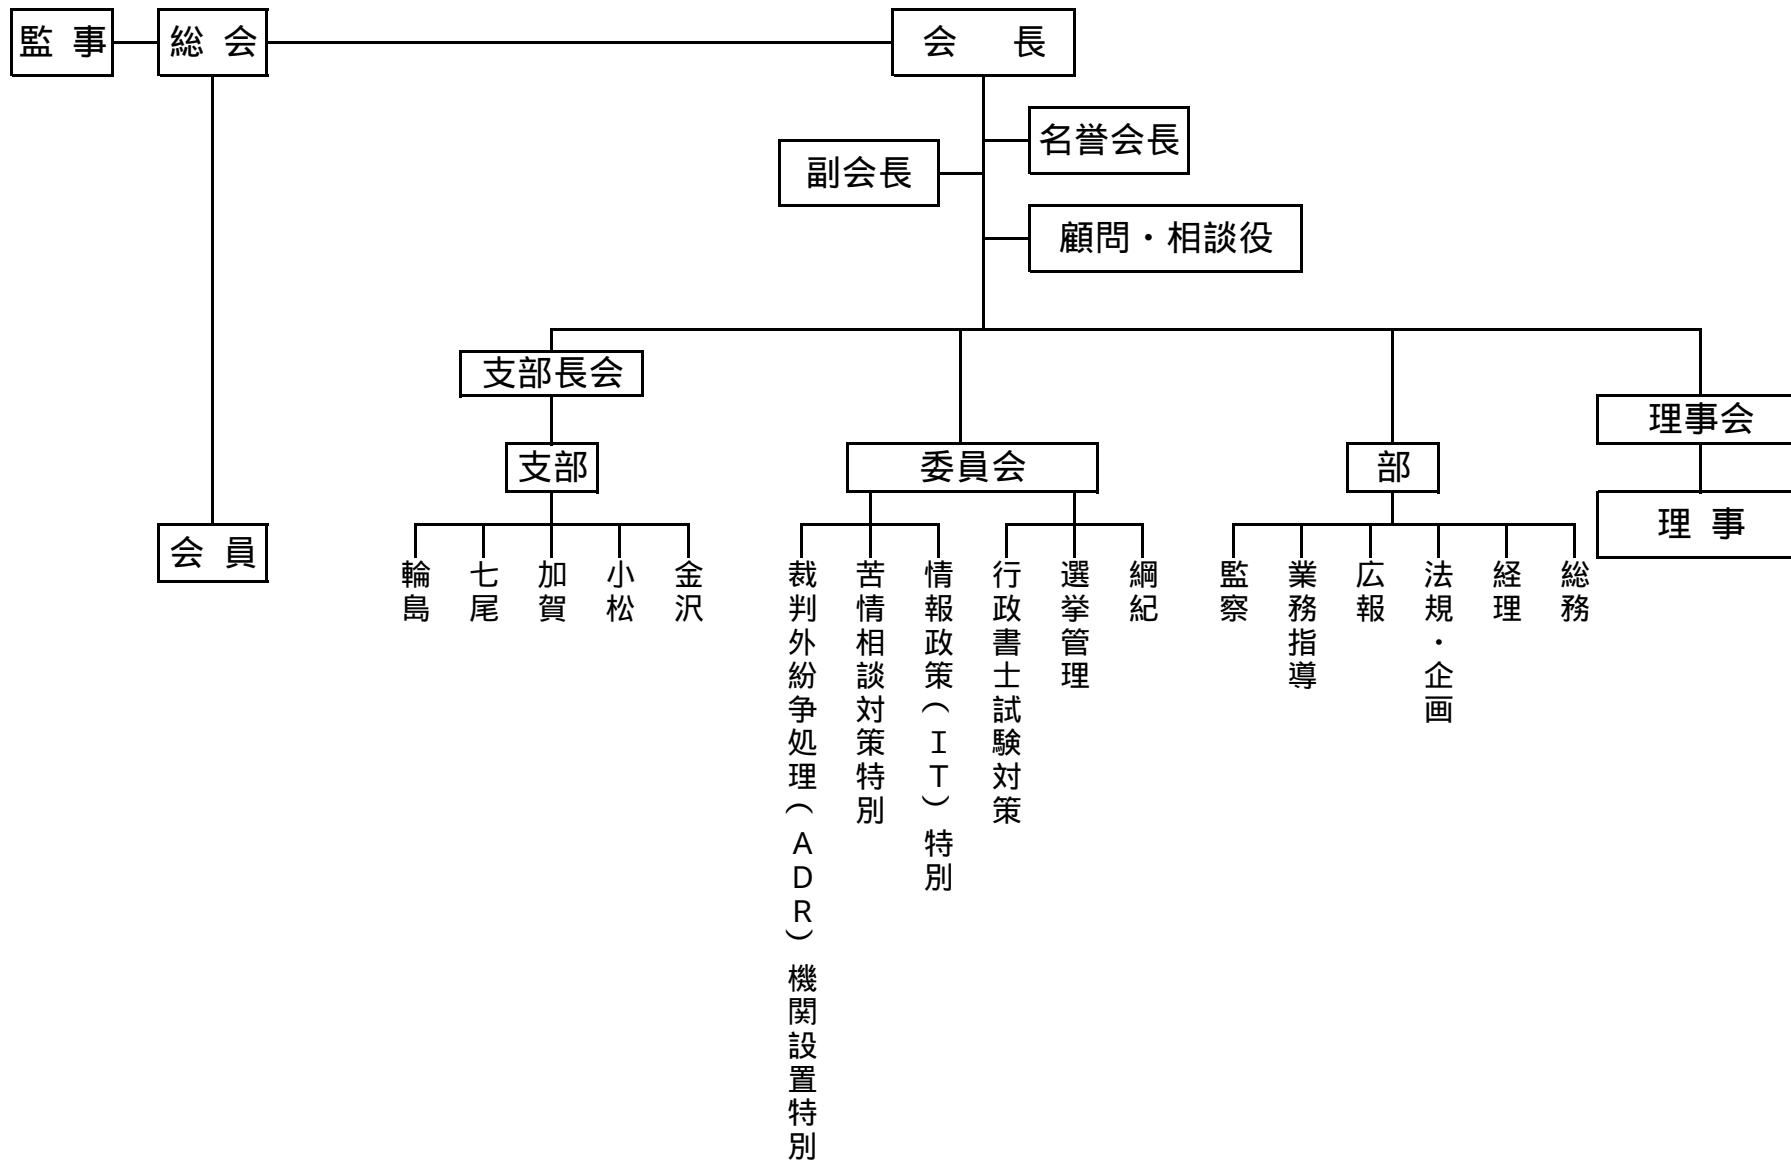 監事
総会
会長
名誉会長
副会長
顧問・相談役
支部長会
理事会
支部
委員会
部
理事
会員
輪島
七尾
加賀
小松
金沢
裁判外紛争処理（ＡＤＲ）機関設置特別
苦情相談対策特別
情報政策（ＩＴ）特別
行政書士試験対策
選挙管理
綱紀
監察
業務指導
広報
法規・企画
経理
総務